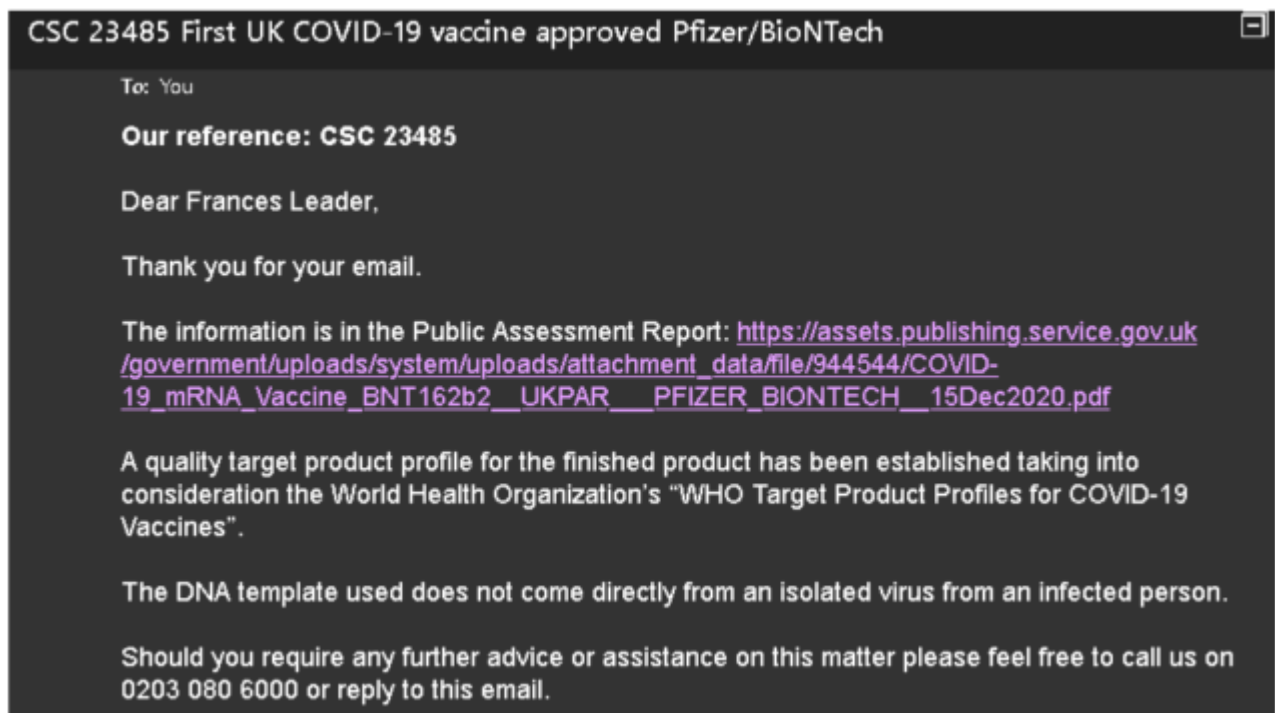 CSC 23485 First UK COVID-19 vaccine approved Pfizer/BioNTech
To: You
Our reference: CSC 23485
Dear Frances Leader,
Thank you for your email.
The information is in the Public Assessment Report: https://assets.publishing.service.gov.uk
/government/uploads/system/uploads/attachment_data/file/944544/COVID-
19_mRNA_Vaccine_BNT162b2__UKPAR___PFIZER_BIONTECH__15Dec2020.pdf
A quality target product profile for the finished product has been established taking into
consideration the World Health Organization's “WHO Target Product Profiles for COVID-19
Vaccines”.
The DNA template used does not come directly from an isolated virus from an infected person.
Should you require any further advice or assistance on this matter please feel free to call us on
0203 080 6000 or reply to this email.